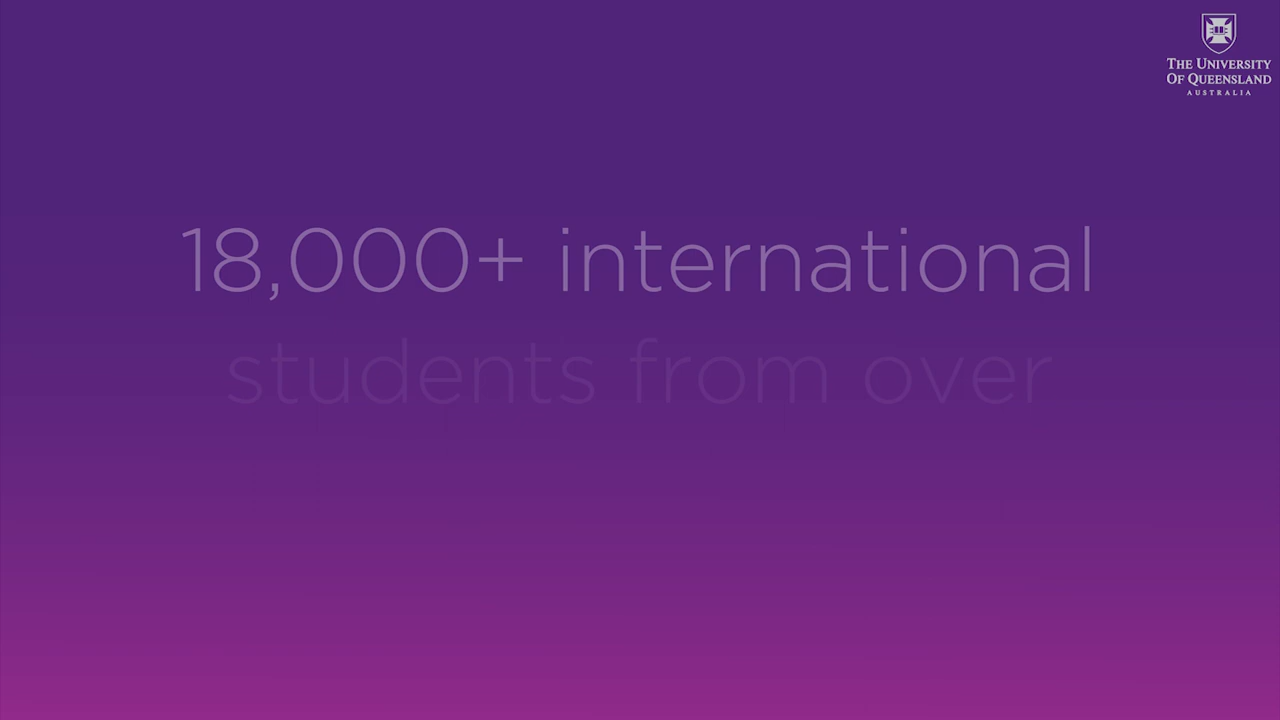 THE UNIVERSITY
OF QUEENSLAND
AUSTRALIA
18,000+ international
students from over